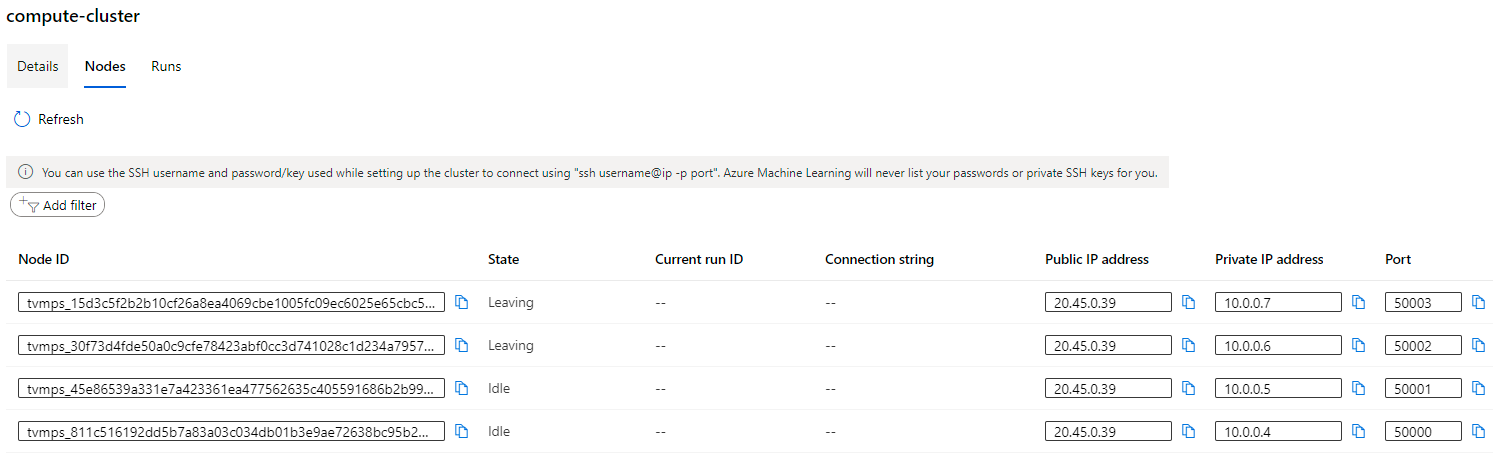 compute-cluster
Details Nodes Runs
Refresh
You can use the SSH username and password/key used while setting up the cluster to connect using "ssh username@ip -p port". Azure Machine Learning will never list your passwords or private SSH keys for you.
Add filter
Node ID State Current run ID Connection string Public IP address Private IP address Port
tvmps_15d3c5f2b2b10cf26a8ea4069cbe1005fc09ec6025e65cbc5... Leaving -- -- 20.45.0.39 10.0.0.7 50003
tvmps_30f73d4fde50a0c9cfe78423abf0cc3d741028c1d234a7957... Leaving -- -- 20.45.0.39 10.0.0.6 50002
tvmps_45e86539a331e7a423361ea477562635c405591686b2b99... Idle -- -- 20.45.0.39 10.0.0.5 50001
tvmps_811c516192dd5b7a83a03c034db01b3e9ae72638bc95b2... Idle -- -- 20.45.0.39 10.0.0.4 50000